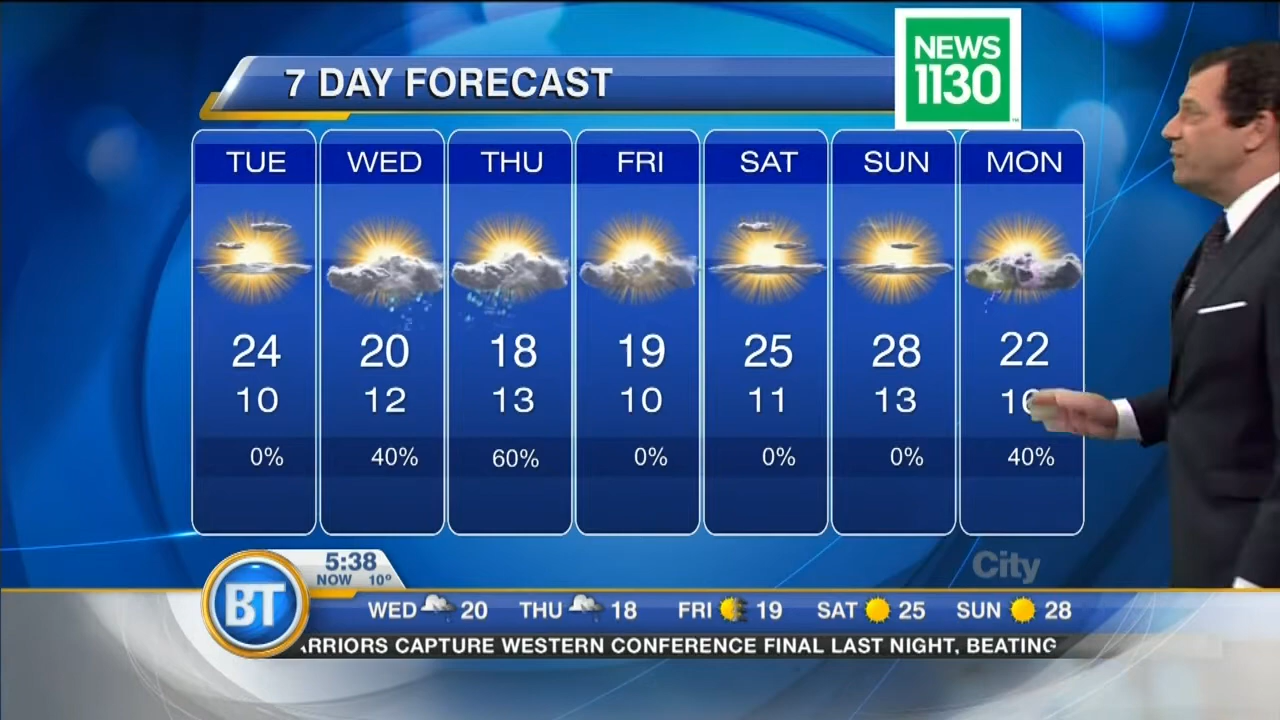 NEWS
1130
7 DAY FORECAST
TUE WED THU FRI SAT SUN MON
24 20 18 19 25 28 22
10 12 13 10 11 13
0% 40% 60% 0% 0% 0% 40%
City
5:38
NOW 10°
BT
WED 20 THU 18 FRI 19 SAT 25 SUN 28
ARRIORS CAPTURE WESTERN CONFERENCE FINAL LAST NIGHT, BEATING